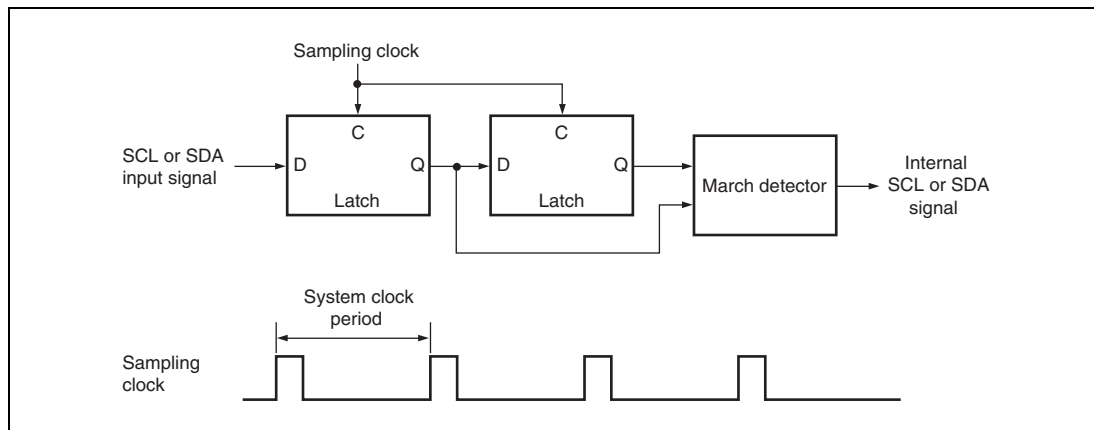 Sampling clock
C
C
SCL or SDA
input signal
D
Q
D
Q
Latch
Latch
March detector
Internal
SCL or SDA
signal
System clock
period
Sampling
clock